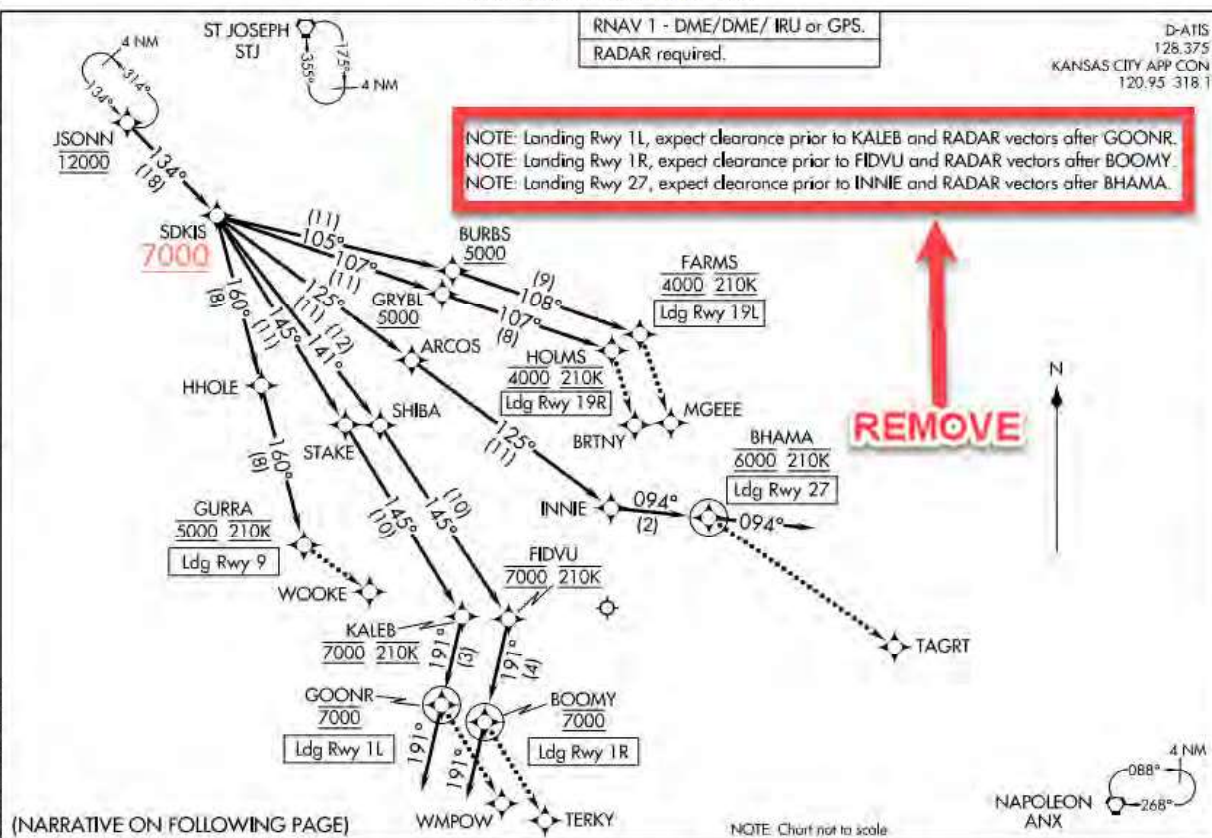 ST JOSEPH
STJ
355°
175°
4 NM
RNAV 1 - DME/DME/ IRU or GPS.
RADAR required.
D-ATIS
128.375
KANSAS CITY APP CON
120.95 318.1
4 NM
134°
314°
JSONN
12000
134°
(18)
NOTE: Landing Rwy 1L, expect clearance prior to KALEB and RADAR vectors after GOONR.
NOTE: Landing Rwy 1R, expect clearance prior to FIDVU and RADAR vectors after BOOMY.
NOTE: Landing Rwy 27, expect clearance prior to INNIE and RADAR vectors after BHAMA.
REMOVE
SDKIS
7000
(11)
105°
BURBS
5000
(9)
108°
FARMS
4000 210K
Ldg Rwy 19L
107°
(11)
GRYBL
5000
107°
(8)
HOLMS
4000 210K
Ldg Rwy 19R
BRTNY
MGEEE
125°
ARCOS
125°
(11)
INNIE
094°
(2)
BHAMA
6000 210K
Ldg Rwy 27
094°
TAGRT
N
160°
(8)
HHOLE
160°
(8)
GURRA
5000 210K
Ldg Rwy 9
WOOKE
145°
(11)
STAKE
145°
(10)
KALEB
7000 210K
191°
(3)
GOONR
7000
Ldg Rwy 1L
191°
WMPOW
(11)
141°
(12)
SHIBA
145°
(10)
FIDVU
7000 210K
191°
(4)
BOOMY
7000
Ldg Rwy 1R
191°
TERKY
4 NM
088°
268°
NAPOLEON
ANX
(NARRATIVE ON FOLLOWING PAGE)
NOTE: Chart not to scale